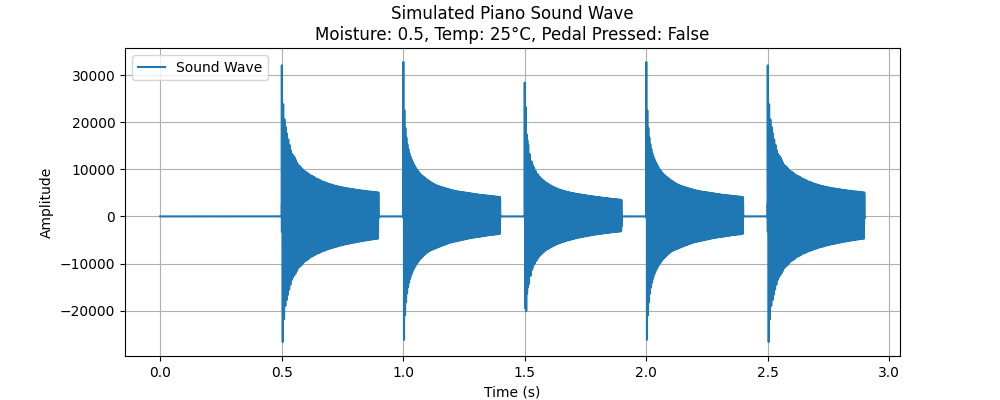 Simulated Piano Sound Wave
Moisture: 0.5, Temp: 25°C, Pedal Pressed: False
Sound Wave
30000
20000
10000
0
−10000
−20000
Amplitude
0.0 0.5 1.0 1.5 2.0 2.5 3.0
Time (s)